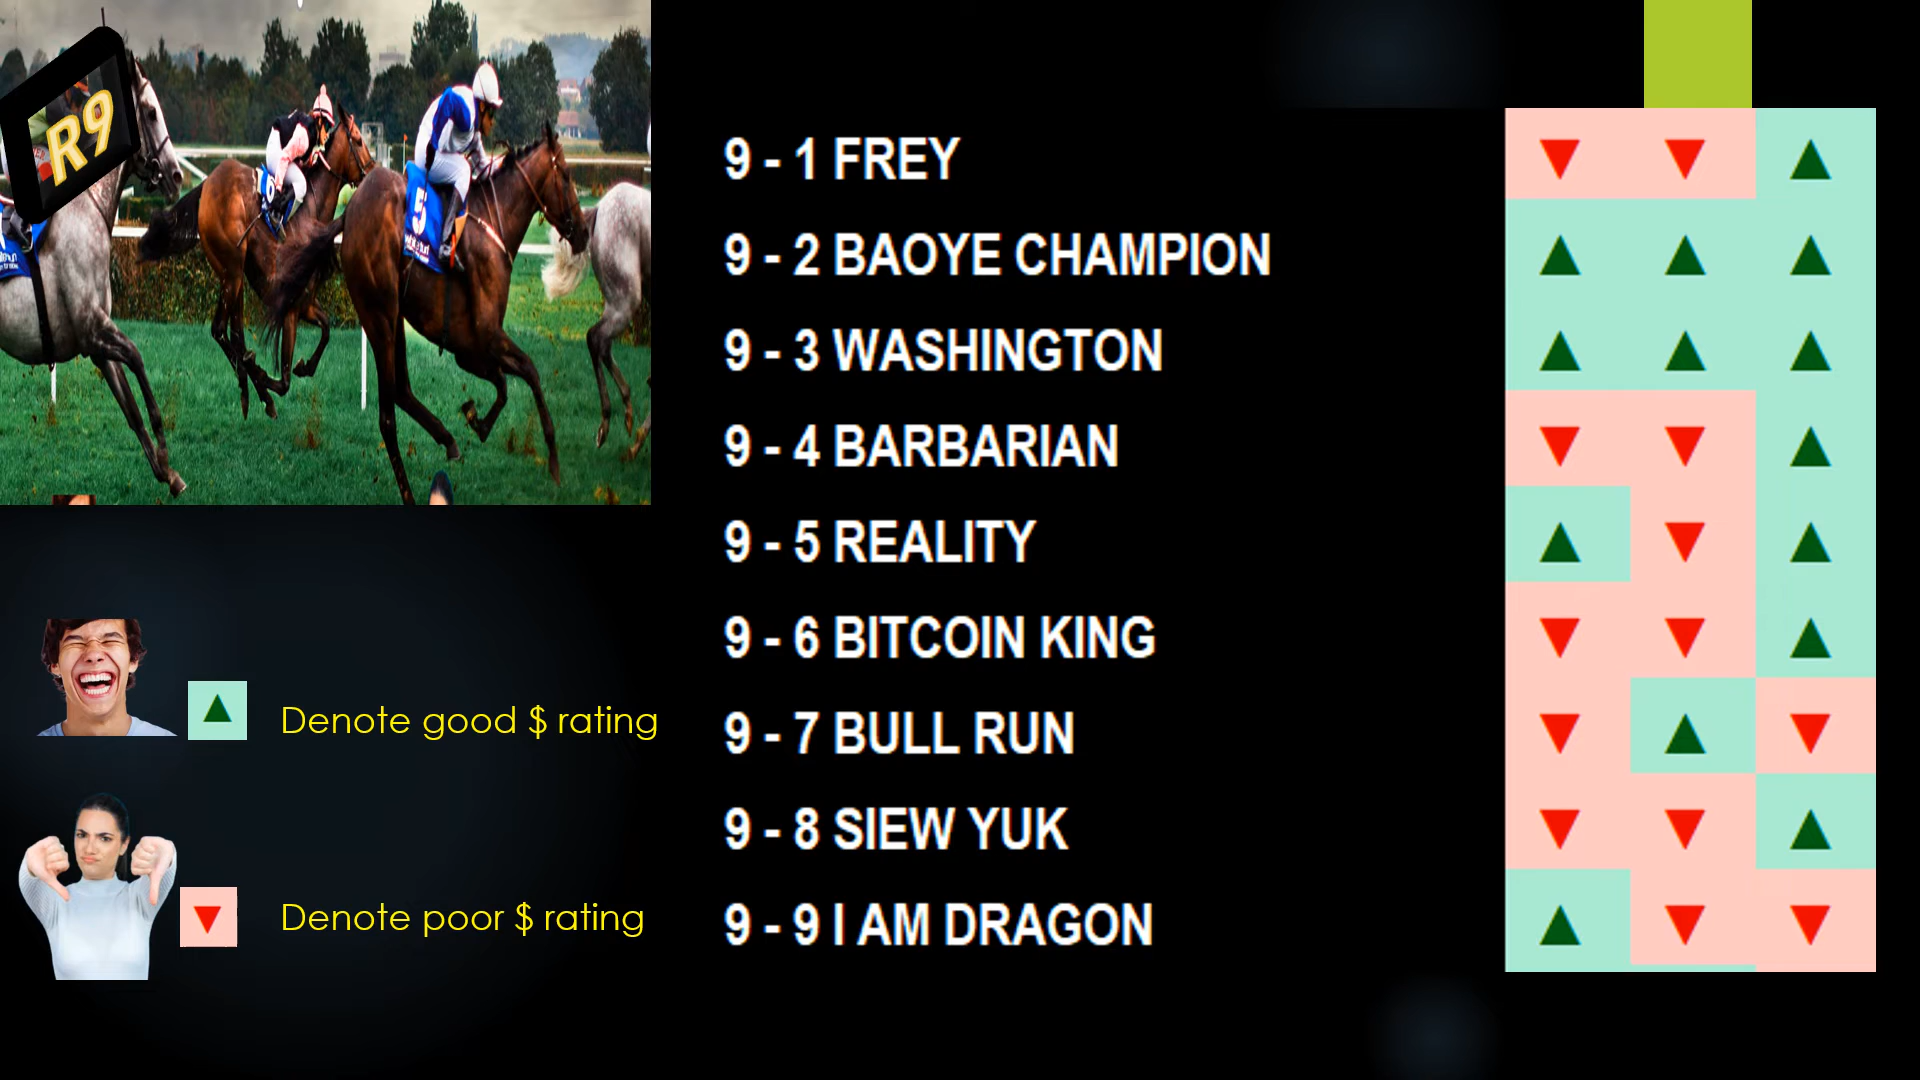 R9
5
6
9 - 1 FREY
9 - 2 BAOYE CHAMPION
9 - 3 WASHINGTON
9 - 4 BARBARIAN
9 - 5 REALITY
9 - 6 BITCOIN KING
9 - 7 BULL RUN
9 - 8 SIEW YUK
9 - 9 I AM DRAGON
Denote good $ rating
Denote poor $ rating